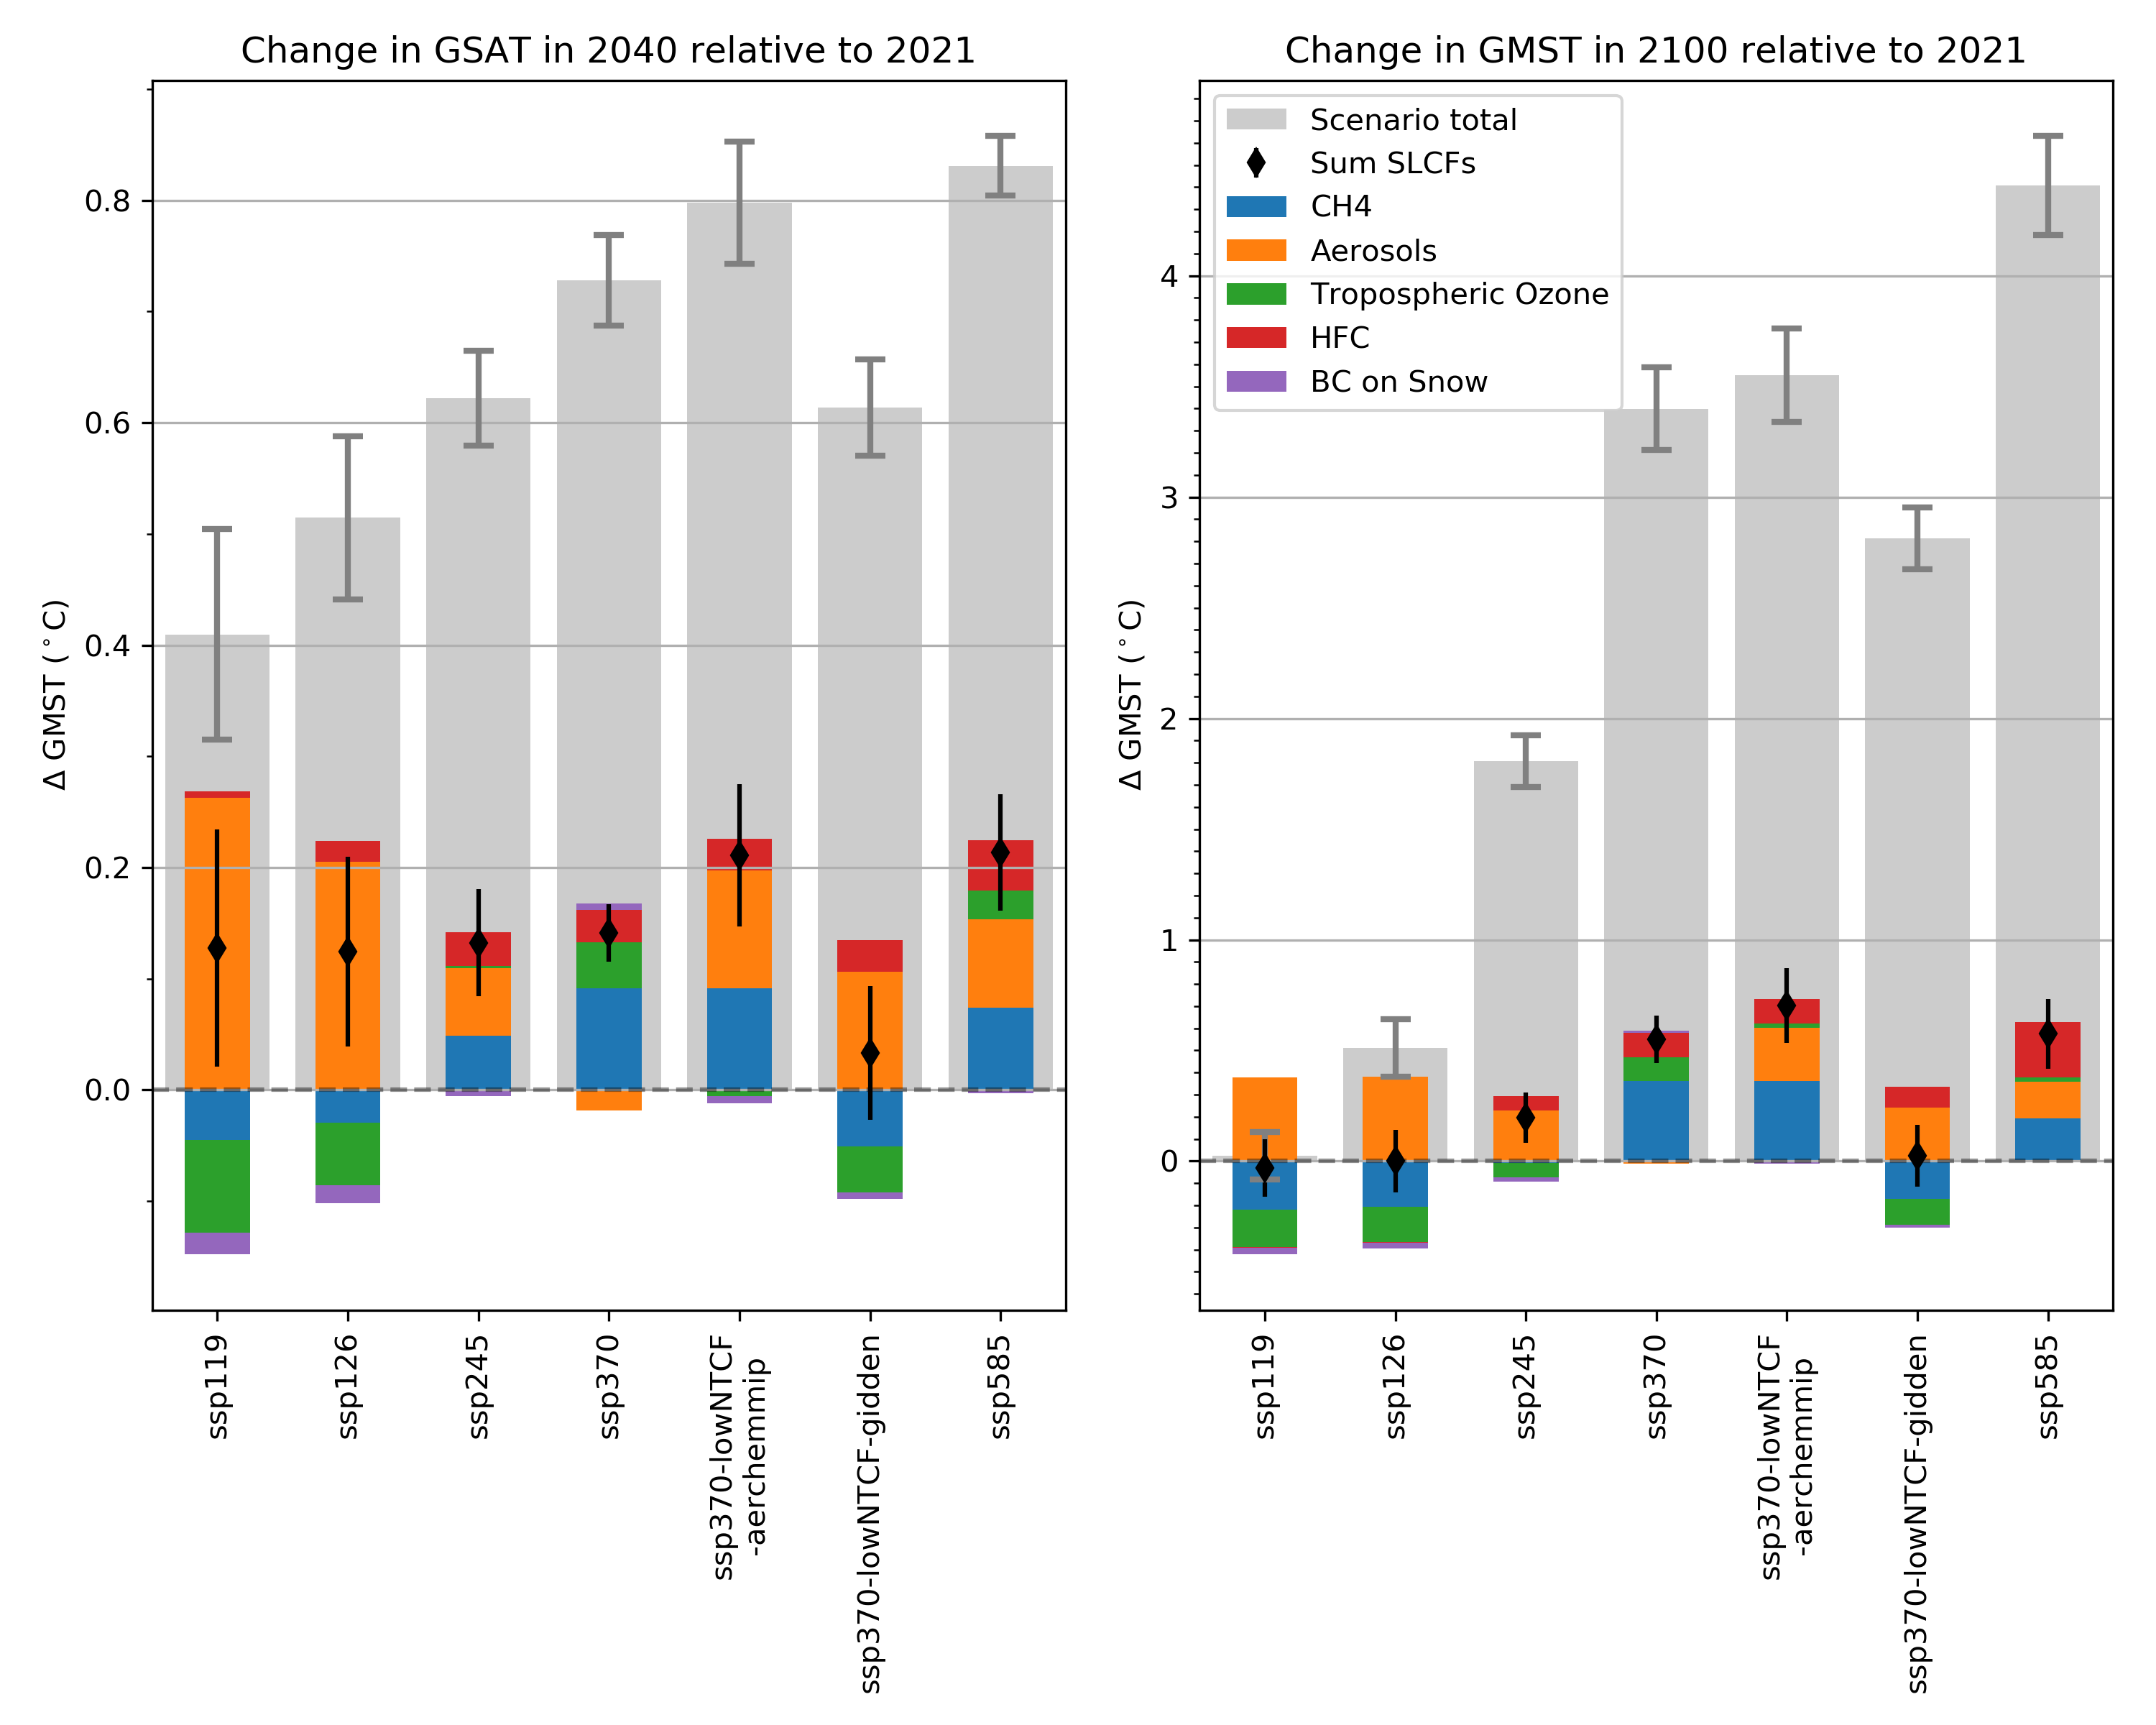 Change in GSAT in 2040 relative to 2021
Δ GMST (°C)
0.8
0.6
0.4
0.2
0.0
ssp119
ssp126
ssp245
ssp370
ssp370-lowNTCF
-aerchemmip
ssp370-lowNTCF-gidden
ssp585
Change in GMST in 2100 relative to 2021
Δ GMST (°C)
4
3
2
1
0
Scenario total
Sum SLCFs
CH4
Aerosols
Tropospheric Ozone
HFC
BC on Snow
ssp119
ssp126
ssp245
ssp370
ssp370-lowNTCF
-aerchemmip
ssp370-lowNTCF-gidden
ssp585